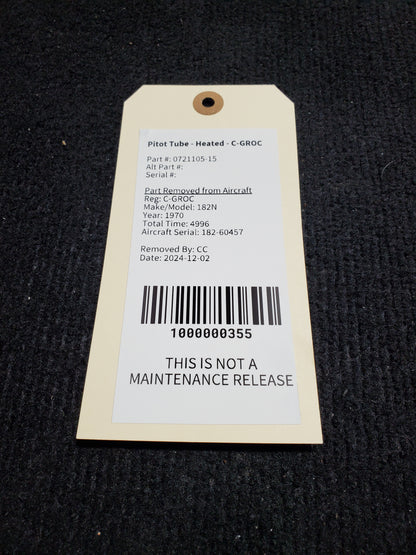 Pitot Tube - Heated - C-GROC
Part #: 0721105-15
Alt Part #:
Serial #:
Part Removed from Aircraft
Reg: C-GROC
Make/Model: 182N
Year: 1970
Total Time: 4996
Aircraft Serial: 182-60457
Removed By: CC
Date: 2024-12-02
1000000355
THIS IS NOT A
MAINTENANCE RELEASE